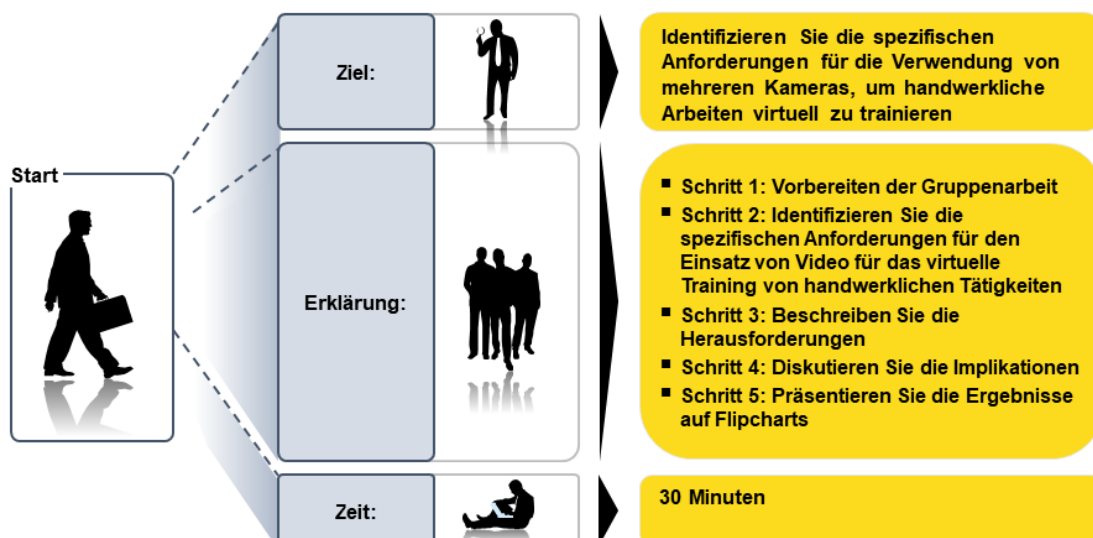 Start
Ziel:
Identifizieren Sie die spezifischen
Anforderungen für die Verwendung von
mehreren Kameras, um handwerkliche
Arbeiten virtuell zu trainieren
Erklärung:
▪ Schritt 1: Vorbereiten der Gruppenarbeit
▪ Schritt 2: Identifizieren Sie die
spezifischen Anforderungen für den
Einsatz von Video für das virtuelle
Training von handwerklichen Tätigkeiten
▪ Schritt 3: Beschreiben Sie die
Herausforderungen
▪ Schritt 4: Diskutieren Sie die Implikationen
▪ Schritt 5: Präsentieren Sie die Ergebnisse
auf Flipcharts
Zeit:
30 Minuten